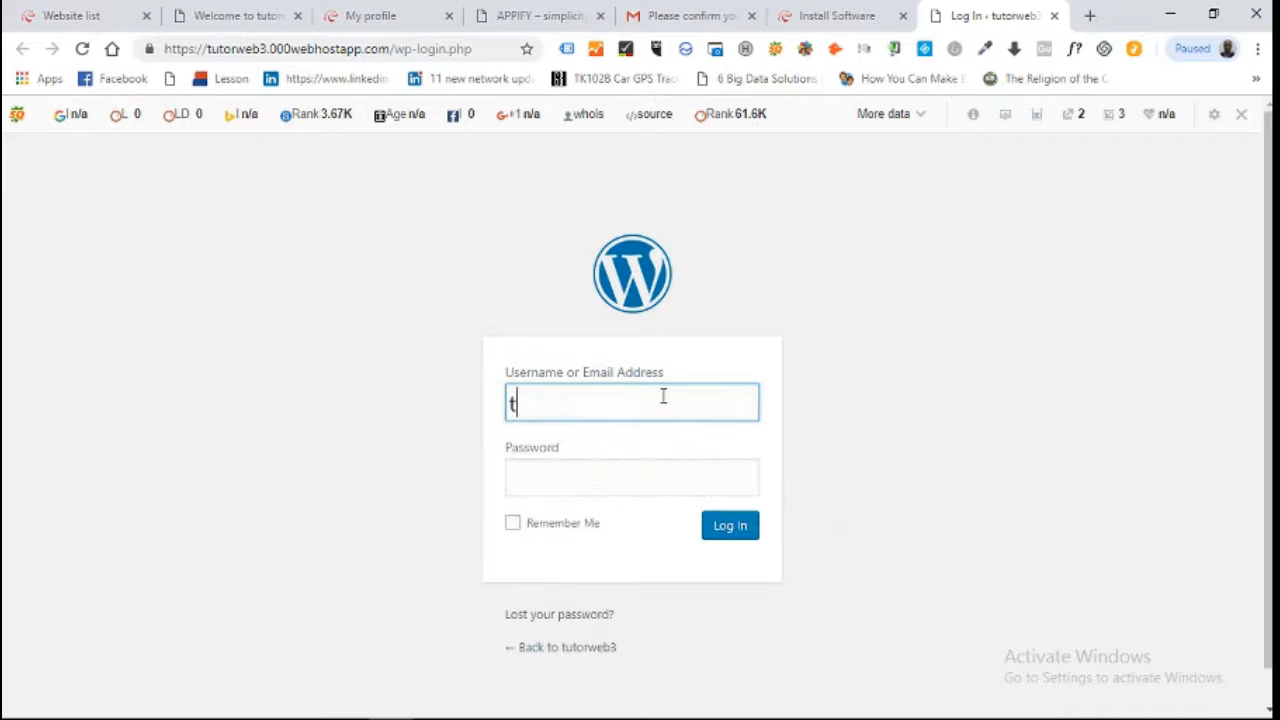 Website list
Welcome to tutor
My profile
APPIFY – simplicit
Please confirm yo
Install Software
Log In ‹ tutorweb3
https://tutorweb3.000webhostapp.com/wp-login.php
Paused
Apps
Facebook
Lesson
https://www.linkedin
11 new network upd
TK102B Car GPS Trac
6 Big Data Solutions
How You Can Make
The Religion of the C
»
n/a
L 0
LD 0
n/a
Rank 3.67K
Age n/a
0
+1 n/a
whois
source
Rank 61.6K
More data
2
3
n/a
Username or Email Address
t
Password
Remember Me
Log In
Lost your password?
← Back to tutorweb3
Activate Windows
Go to Settings to activate Windows.